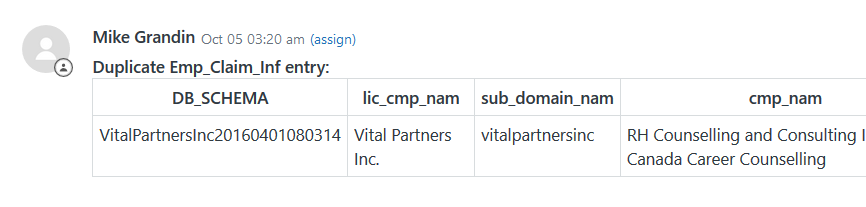 Mike Grandin Oct 05 03:20 am (assign)
Duplicate Emp_Claim_Inf entry:
DB_SCHEMA lic_cmp_nam sub_domain_nam cmp_nam
VitalPartnersInc20160401080314 Vital Partners vitalpartnersinc RH Counselling and Consulting
Inc. Canada Career Counselling